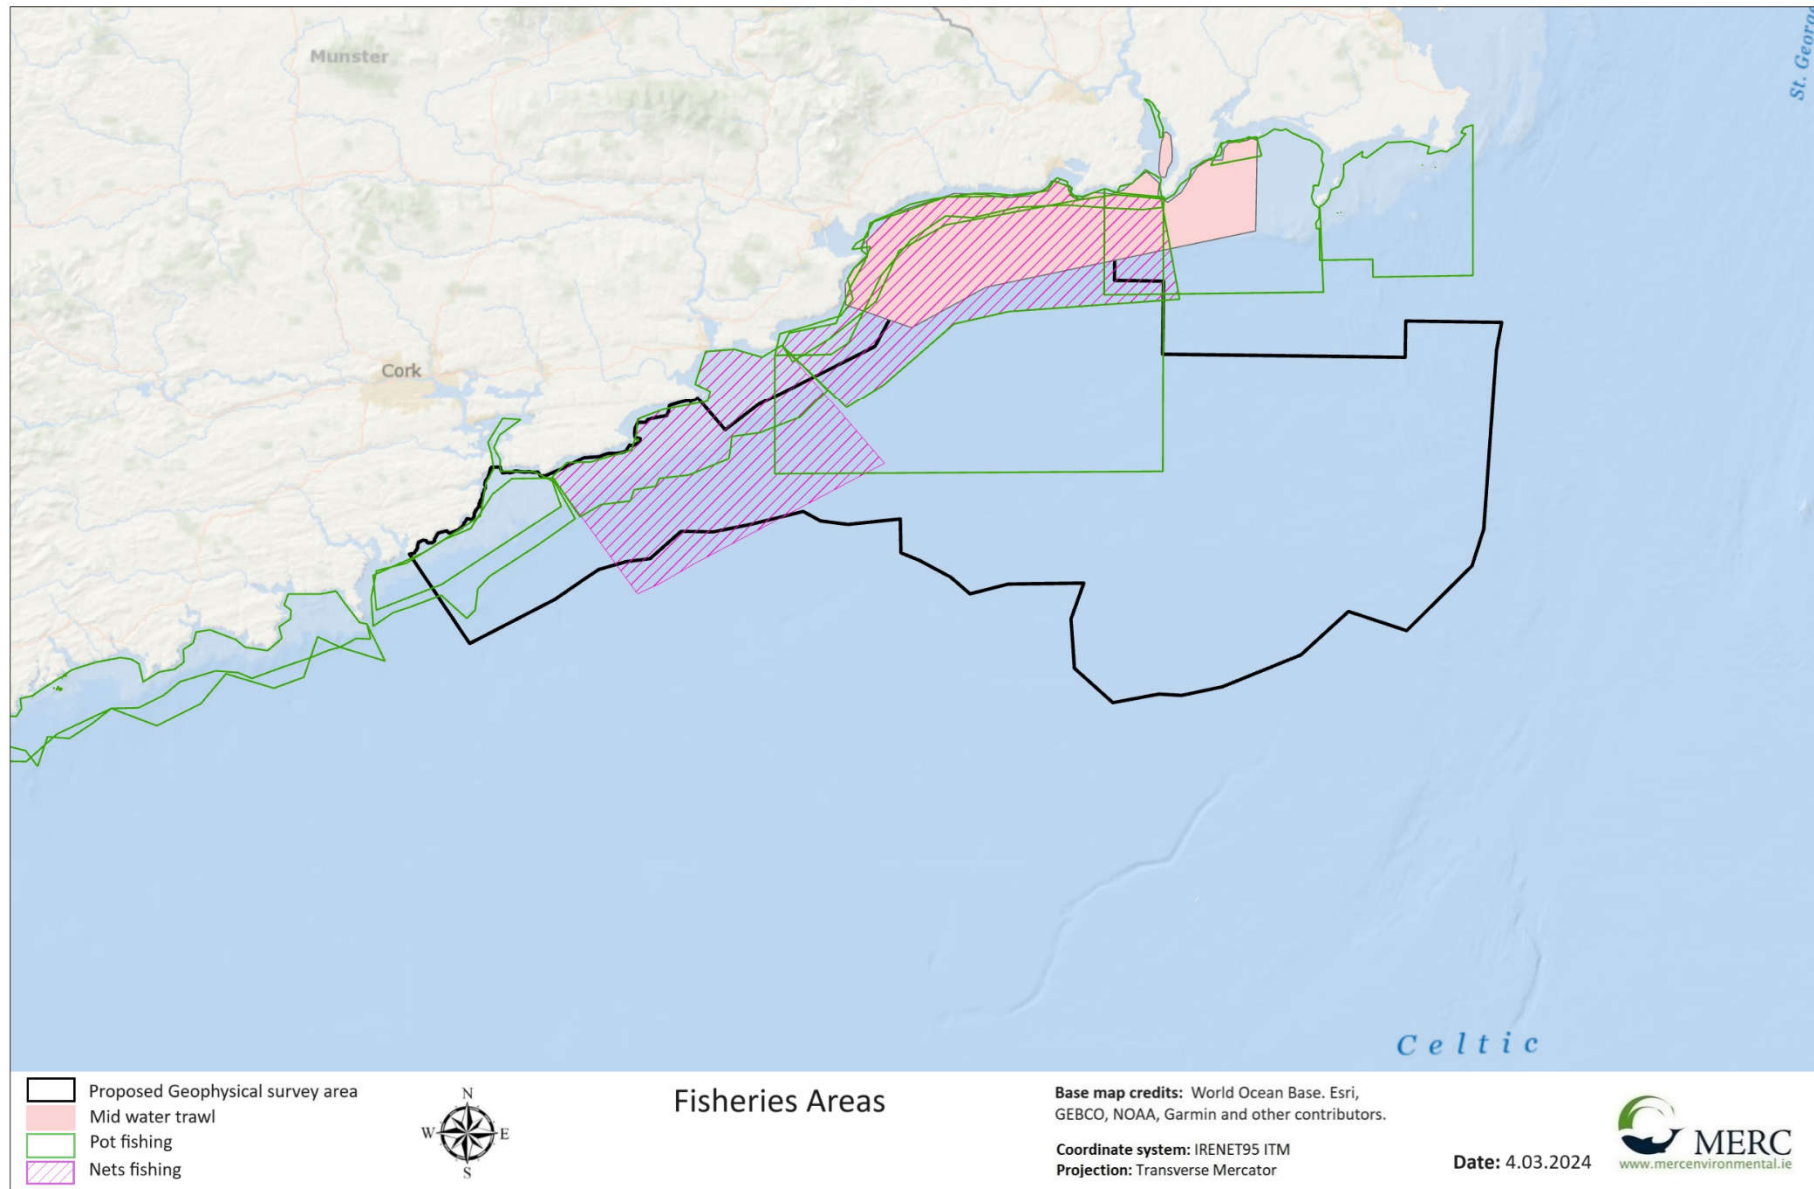 Munster
St. George
Cork
Celtic
Proposed Geophysical survey area
Mid water trawl
Pot fishing
Nets fishing
N
W E
S
Fisheries Areas
Base map credits: World Ocean Base. Esri,
GEBCO, NOAA, Garmin and other contributors.
Coordinate system: IRENET95 ITM
Projection: Transverse Mercator
Date: 4.03.2024
MERC
www.mercenvironmental.ie